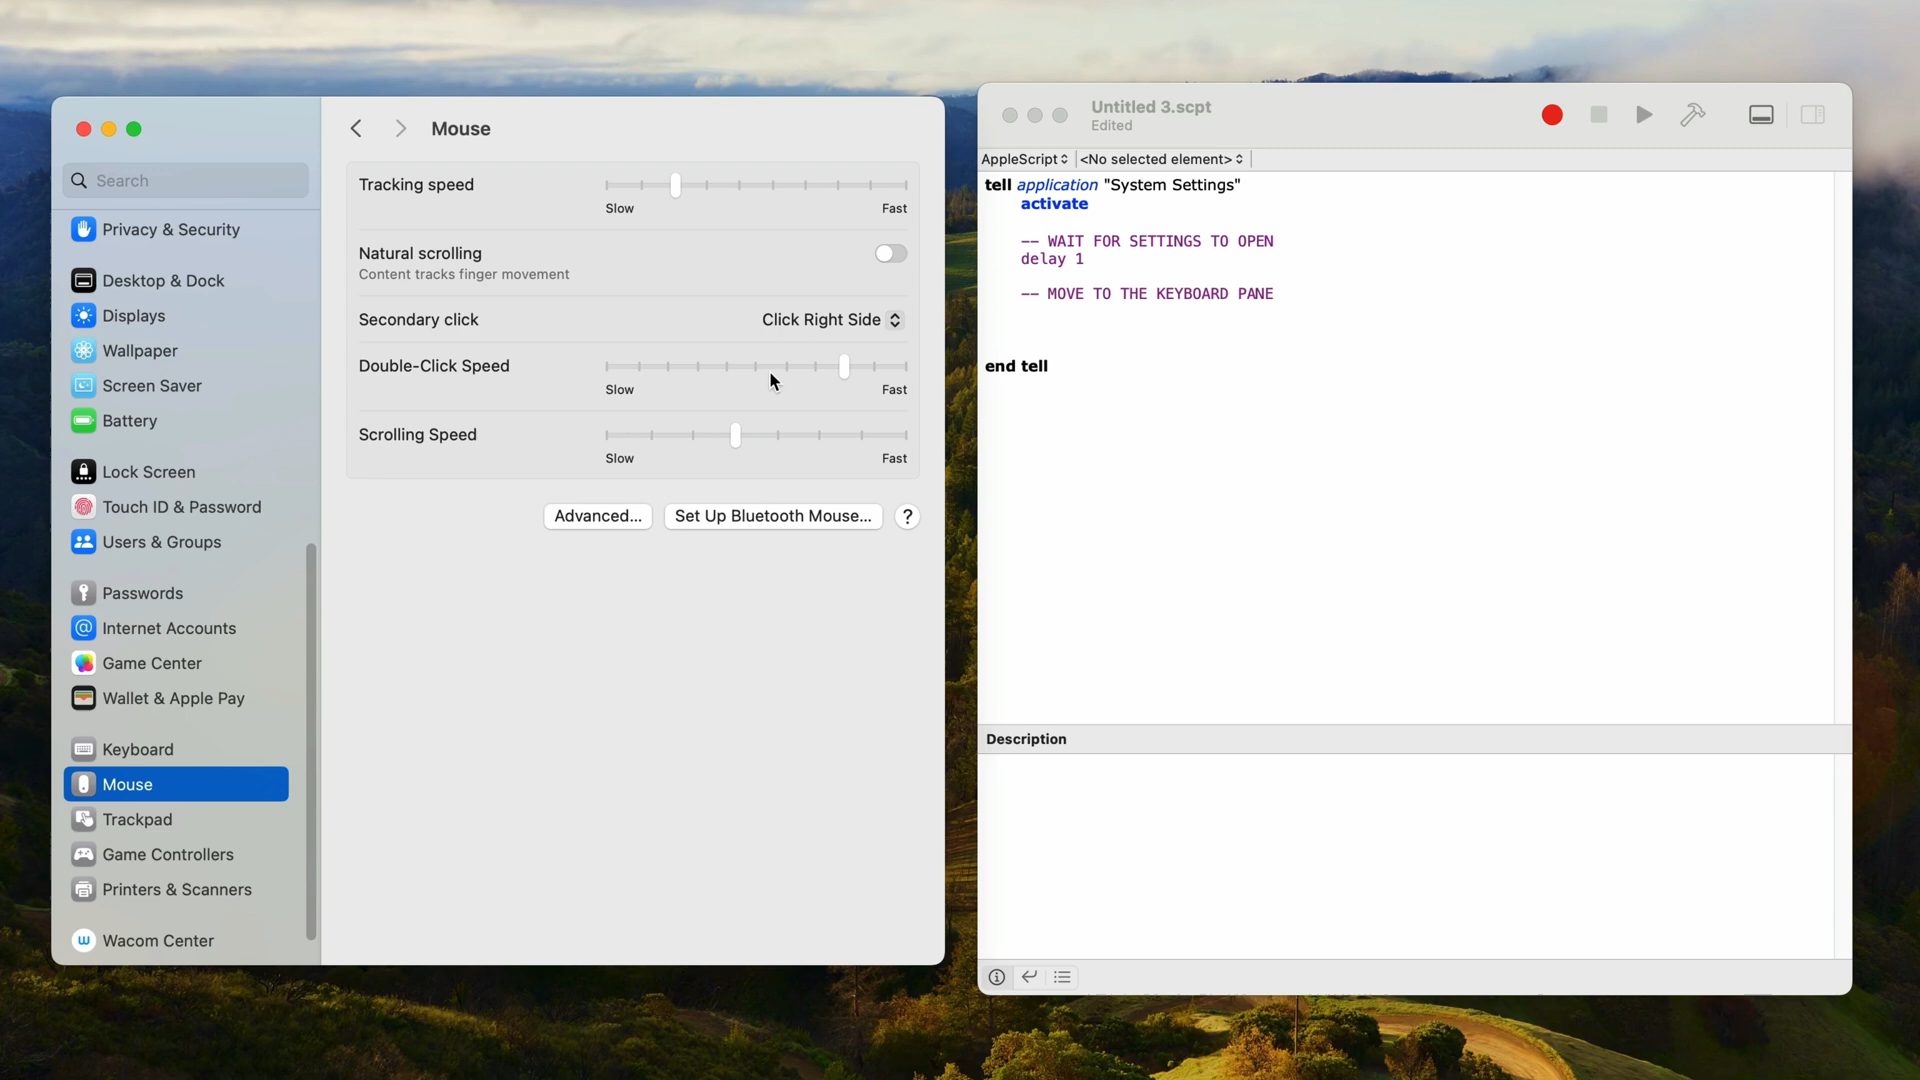 Search
Privacy & Security
Desktop & Dock
Displays
Wallpaper
Screen Saver
Battery
Lock Screen
Touch ID & Password
Users & Groups
Passwords
@ Internet Accounts
Game Center
Wallet & Apple Pay
Keyboard
Mouse
Trackpad
Game Controllers
Printers & Scanners
w Wacom Center
Mouse
Tracking speed
Slow Fast
Natural scrolling
Content tracks finger movement
Secondary click Click Right Side
Double-Click Speed
Slow Fast
Scrolling Speed
Slow Fast
Advanced... Set Up Bluetooth Mouse... ?
Untitled 3.scpt
Edited
AppleScript <No selected element>
tell application "System Settings"
activate
-- WAIT FOR SETTINGS TO OPEN
delay 1
-- MOVE TO THE KEYBOARD PANE
end tell
Description